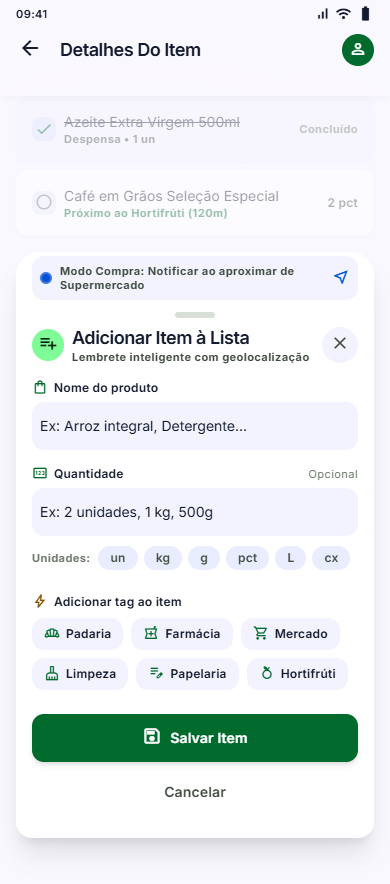 09:41
Detalhes Do Item
Azeite Extra Virgem 500ml
Despensa • 1 un
Concluído
Café em Grãos Seleção Especial
Próximo ao Hortifrúti (120m)
2 pct
Modo Compra: Notificar ao aproximar de
Supermercado
Adicionar Item à Lista
Lembrete inteligente com geolocalização
Nome do produto
Ex: Arroz integral, Detergente...
123
Quantidade
Opcional
Ex: 2 unidades, 1 kg, 500g
Unidades:
un
kg
g
pct
L
cx
Adicionar tag ao item
Padaria
Farmácia
Mercado
Limpeza
Papelaria
Hortifrúti
Salvar Item
Cancelar